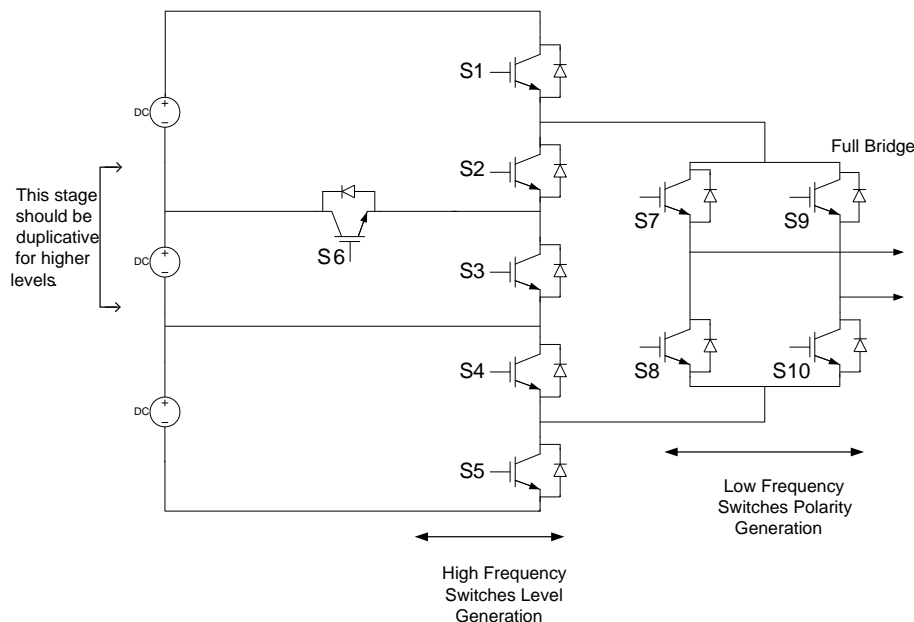 S1
DC
+
−
S2
Full Bridge
This stage
should be
duplicative
for higher
levels.
S7
S9
S6
DC
+
−
S3
S4
S8
S10
DC
+
−
S5
Low Frequency
Switches Polarity
Generation
High Frequency
Switches Level
Generation